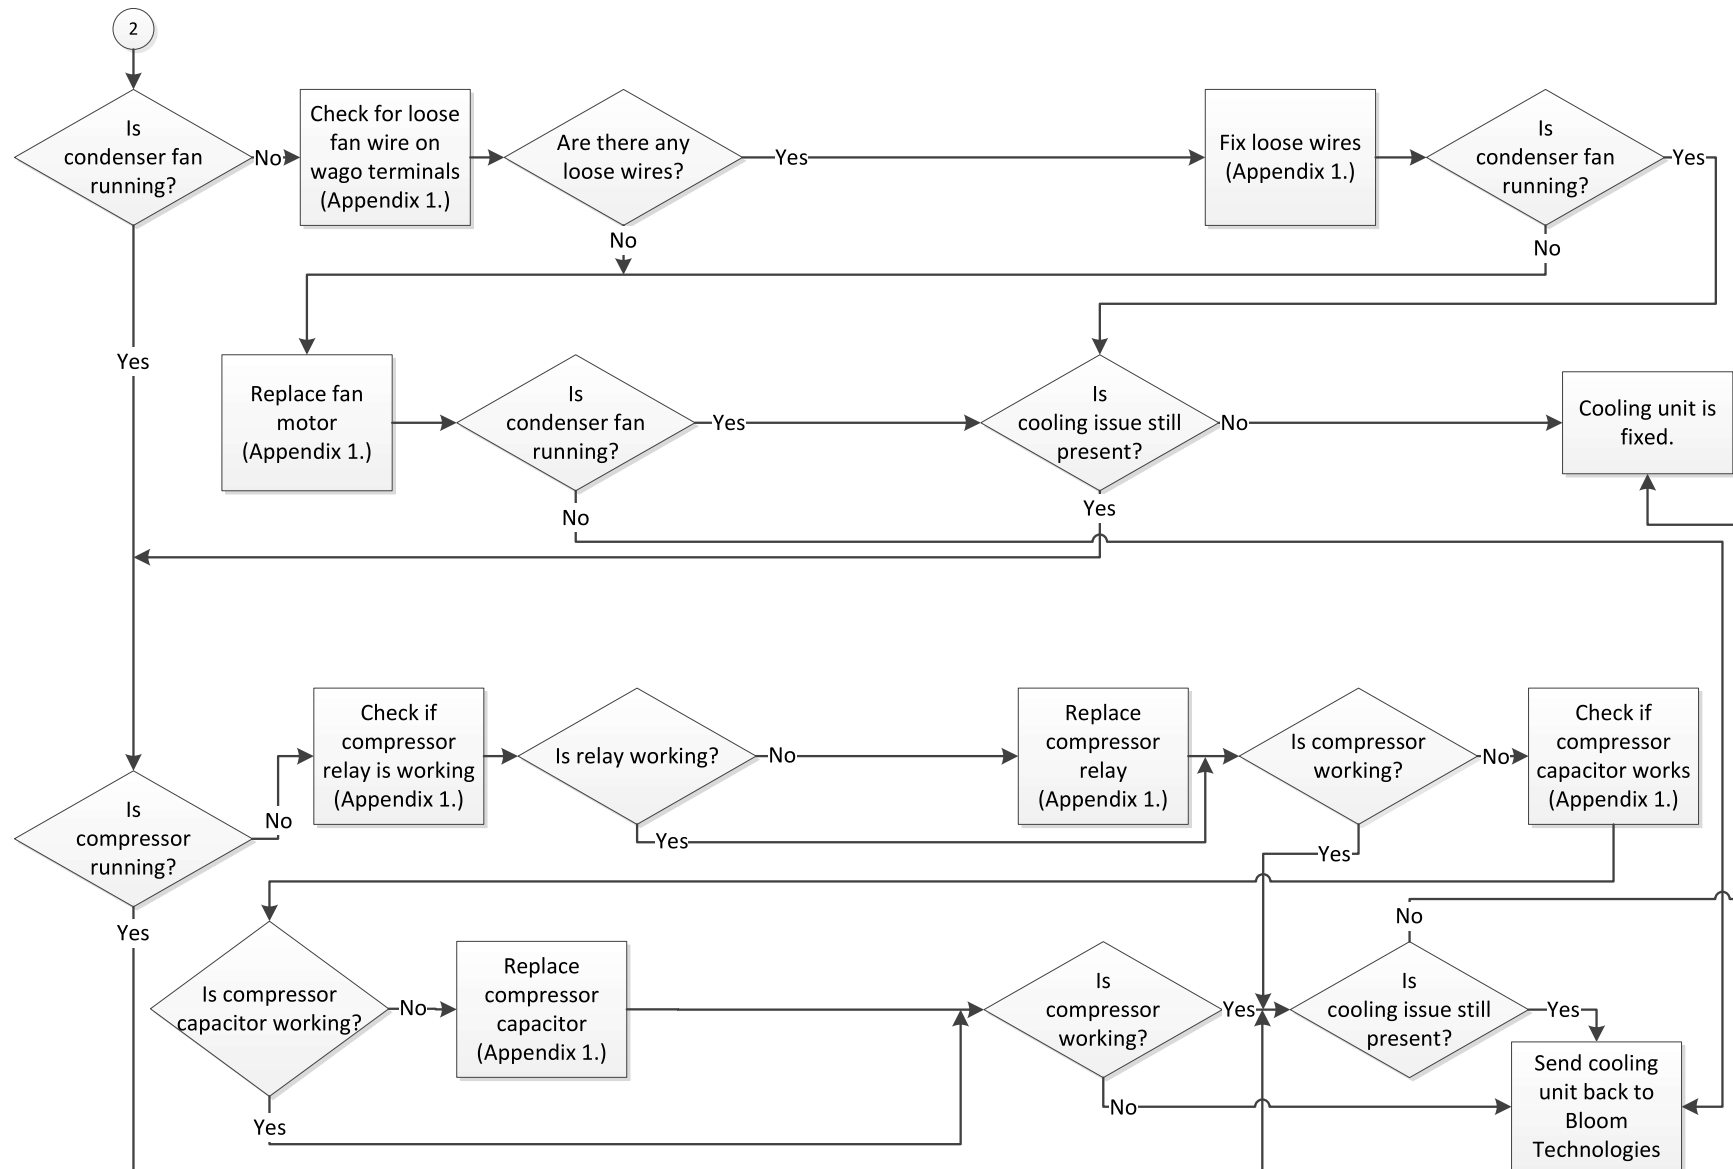 2
Is
condenser fan
running?
No
Check for loose
fan wire on
wago terminals
(Appendix 1.)
Are there any
loose wires?
Yes
Fix loose wires
(Appendix 1.)
Is
condenser fan
running?
Yes
No
No
Yes
Replace fan
motor
(Appendix 1.)
Is
condenser fan
running?
Yes
Is
cooling issue still
present?
No
Cooling unit is
fixed.
No
Yes
Is
compressor
running?
No
Check if
compressor
relay is working
(Appendix 1.)
Is relay working?
No
Replace
compressor
relay
(Appendix 1.)
Is compressor
working?
No
Check if
compressor
capacitor works
(Appendix 1.)
Yes
Yes
Yes
No
Is compressor
capacitor working?
No
Replace
compressor
capacitor
(Appendix 1.)
Is
compressor
working?
Yes
Is
cooling issue still
present?
Yes
Send cooling
unit back to
Bloom
Technologies
No
Yes